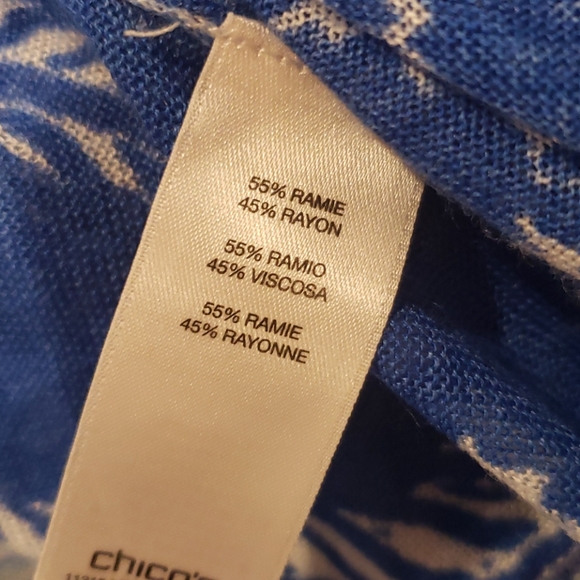 55% RAMIE
45% RAYON
55% RAMIO
45% VISCOSA
55% RAMIE
45% RAYONNE
chico's